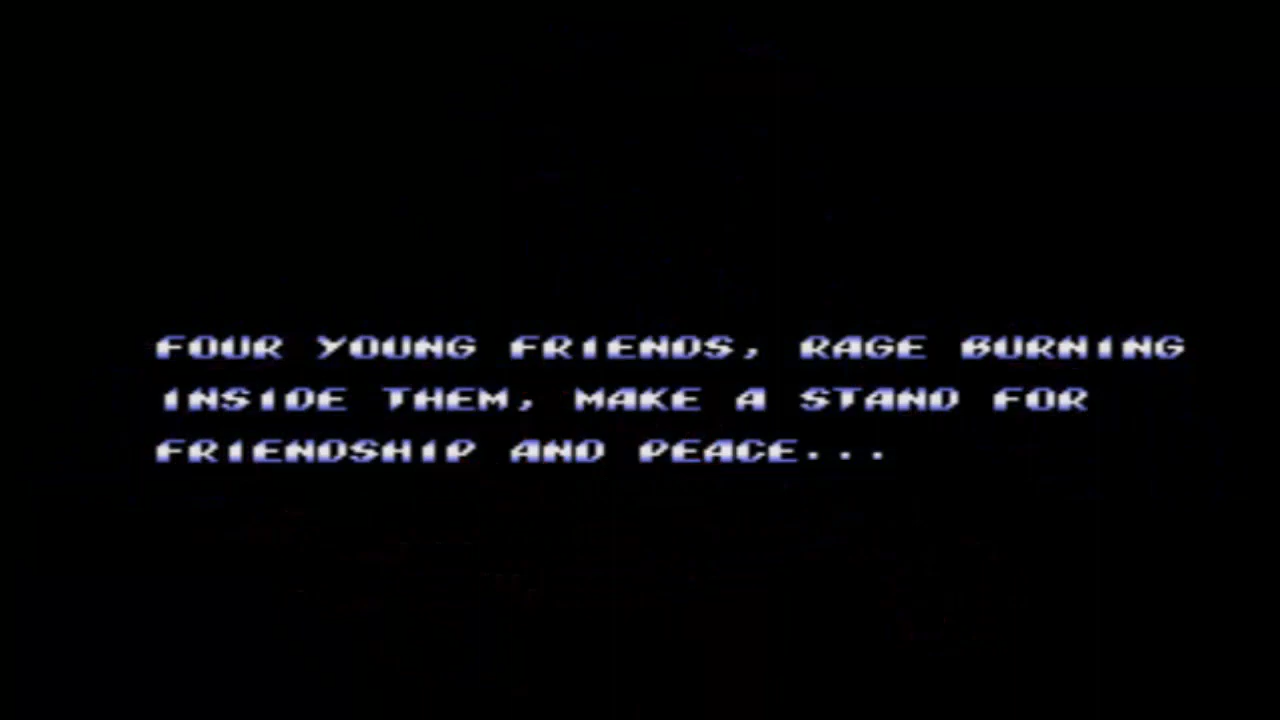 FOUR YOUNG FRIENDS, RAGE BURNING
INSIDE THEM, MAKE A STAND FOR
FRIENDSHIP AND PEACE...